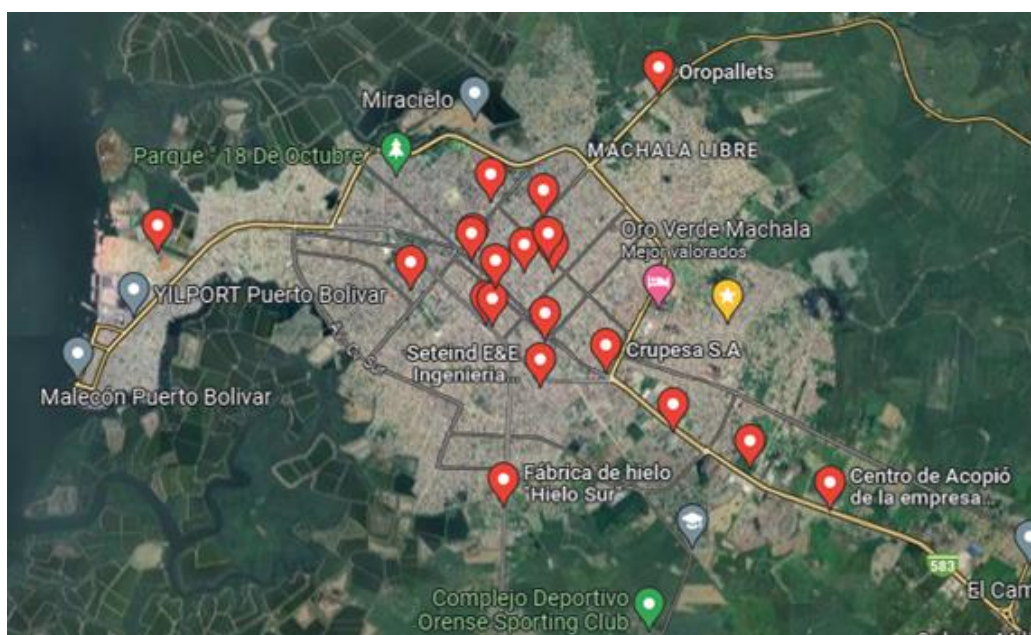 Oropallets
Miracielo
Parque "18 De Octubre"
MACHALA LIBRE
Oro Verde Machala
Mejor valorados
YILPORT Puerto Bolivar
Crupesa S.A
Seteind E&E
Ingenieria...
Malecón Puerto Bolivar
Fábrica de hielo
Hielo Sur
Centro de Acopió
de la empresa...
583
El Cam
Complejo Deportivo
Orense Sporting Club